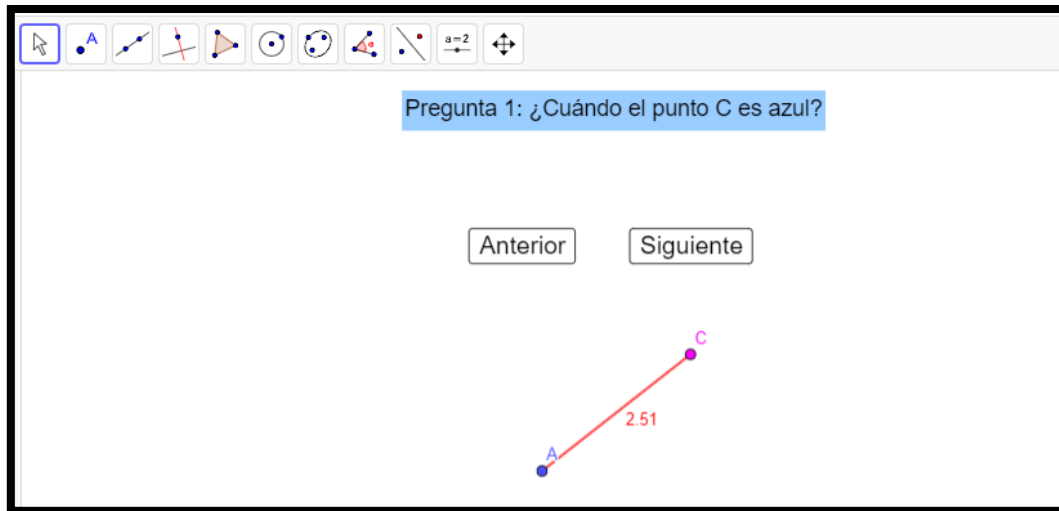 A
a=2
Pregunta 1: ¿Cuándo el punto C es azul?
Anterior
Siguiente
C
2.51
A